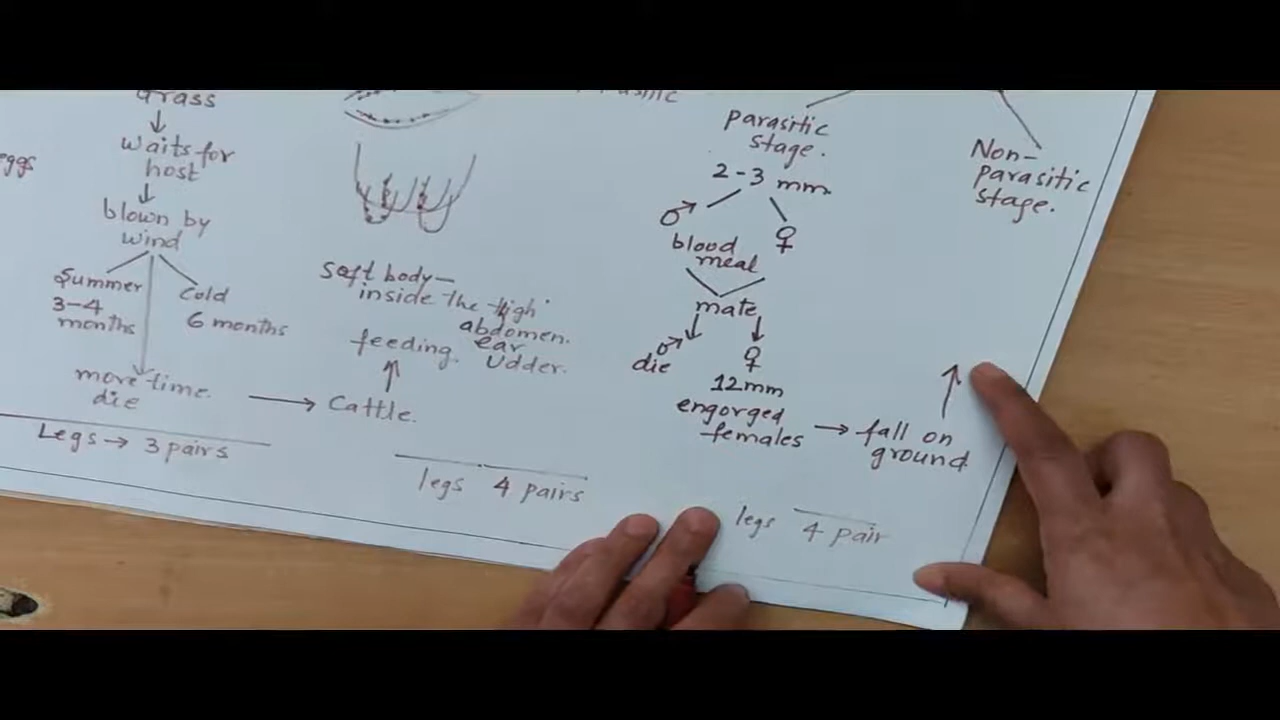 Grass
waits for
host
blown by
wind
eggs
Summer
3-4
months
Cold
6 months
more time.
die
Legs → 3 pairs
Soft body-
inside the thigh
abdomen.
ear
Udder.
feeding.
Cattle.
legs 4 pairs
parasitic
stage.
2-3 mm
♂ ♀
blood
meal
mate
♂
die
♀
12mm
engorged
females
fall on
ground
legs 4 pair
Non-
parasitic
stage.